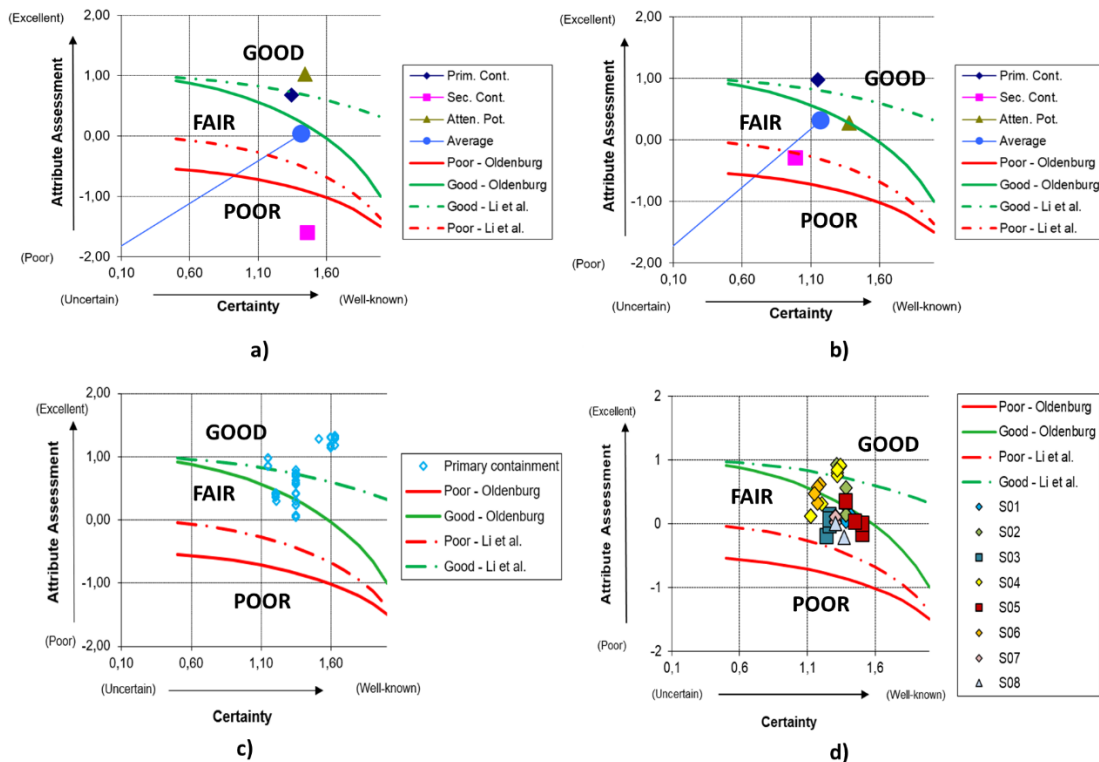 (Excellent)
2,00
1,00
0,00
-1,00
-2,00
Attribute Assessment
(Poor)
GOOD
FAIR
POOR
0,10
0,60
1,10
1,60
(Uncertain)
Certainty
(Well-known)
Prim. Cont.
Sec. Cont.
Atten. Pot.
Average
Poor - Oldenburg
Good - Oldenburg
Good - Li et al.
Poor - Li et al.
a)
(Excellent)
2,00
1,00
0,00
-1,00
-2,00
Attribute Assessment
(Poor)
GOOD
FAIR
POOR
0,10
0,60
1,10
1,60
(Uncertain)
Certainty
(Well-known)
Prim. Cont.
Sec. Cont.
Atten. Pot.
Average
Poor - Oldenburg
Good - Oldenburg
Good - Li et al.
Poor - Li et al.
b)
2,00
(Excellent)
1,00
0,00
-1,00
-2,00
Attribute Assessment
(Poor)
GOOD
FAIR
POOR
0,10
0,60
1,10
1,60
(Uncertain)
(Well-known)
Certainty
Primary containment
Poor - Oldenburg
Good - Oldenburg
Poor - Li et al.
Good - Li et al.
c)
2
(Excellent)
1
0
-1
-2
Attribute Assessment
(Poor)
GOOD
FAIR
POOR
0,1
0,6
1,1
1,6
(Uncertain)
(Well-known)
Certainty
Poor - Oldenburg
Good - Oldenburg
Poor - Li et al.
Good - Li et al.
S01
S02
S03
S04
S05
S06
S07
S08
d)